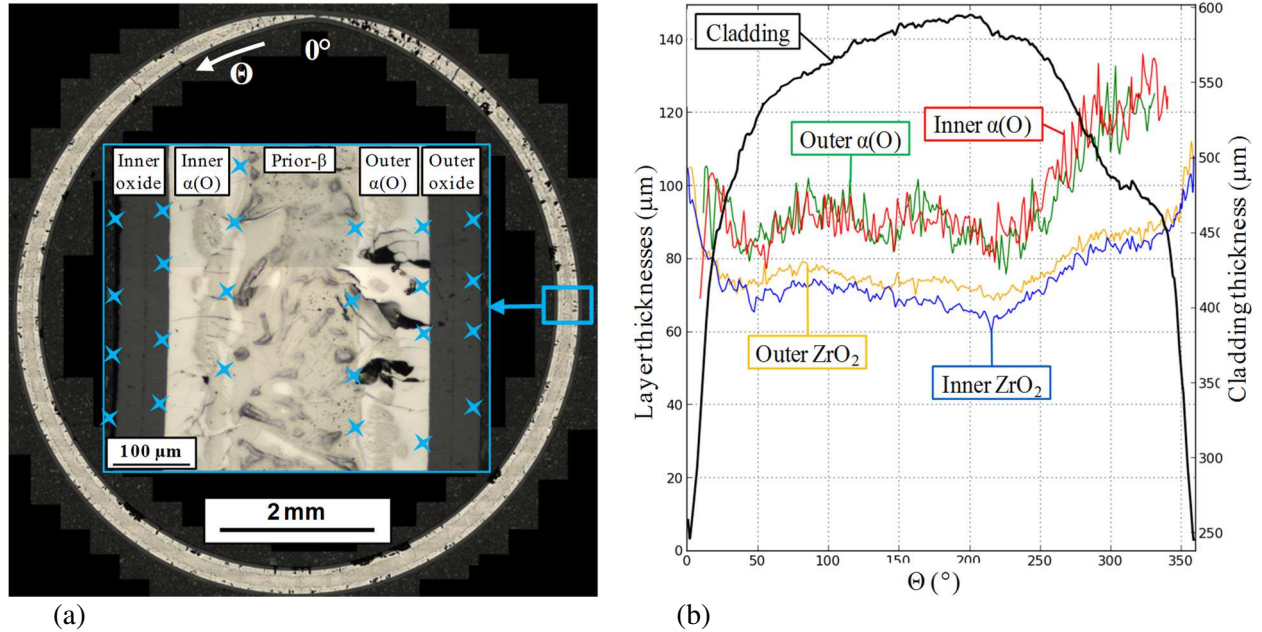 0°
Θ
Inner oxide
Inner α(O)
Prior-β
Outer α(O)
Outer oxide
100 µm
2 mm
(a)
Layer thicknesses (µm)
140
120
100
80
60
40
20
0
Cladding
Outer α(O)
Inner α(O)
Outer ZrO₂
Inner ZrO₂
0 50 100 150 200 250 300 350
Θ (°)
600
550
500
450
400
350
300
250
Cladding thickness (µm)
(b)